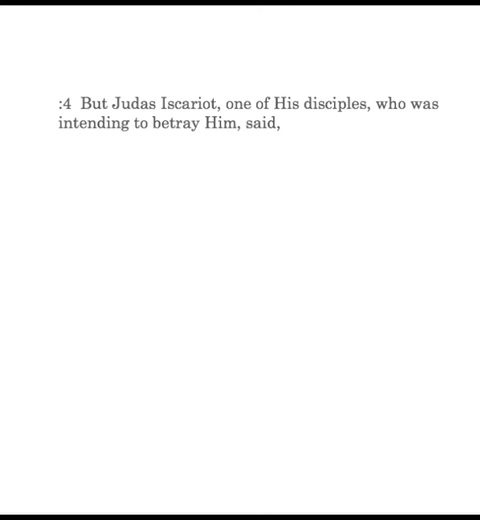 :4 But Judas Iscariot, one of His disciples, who was
intending to betray Him, said,